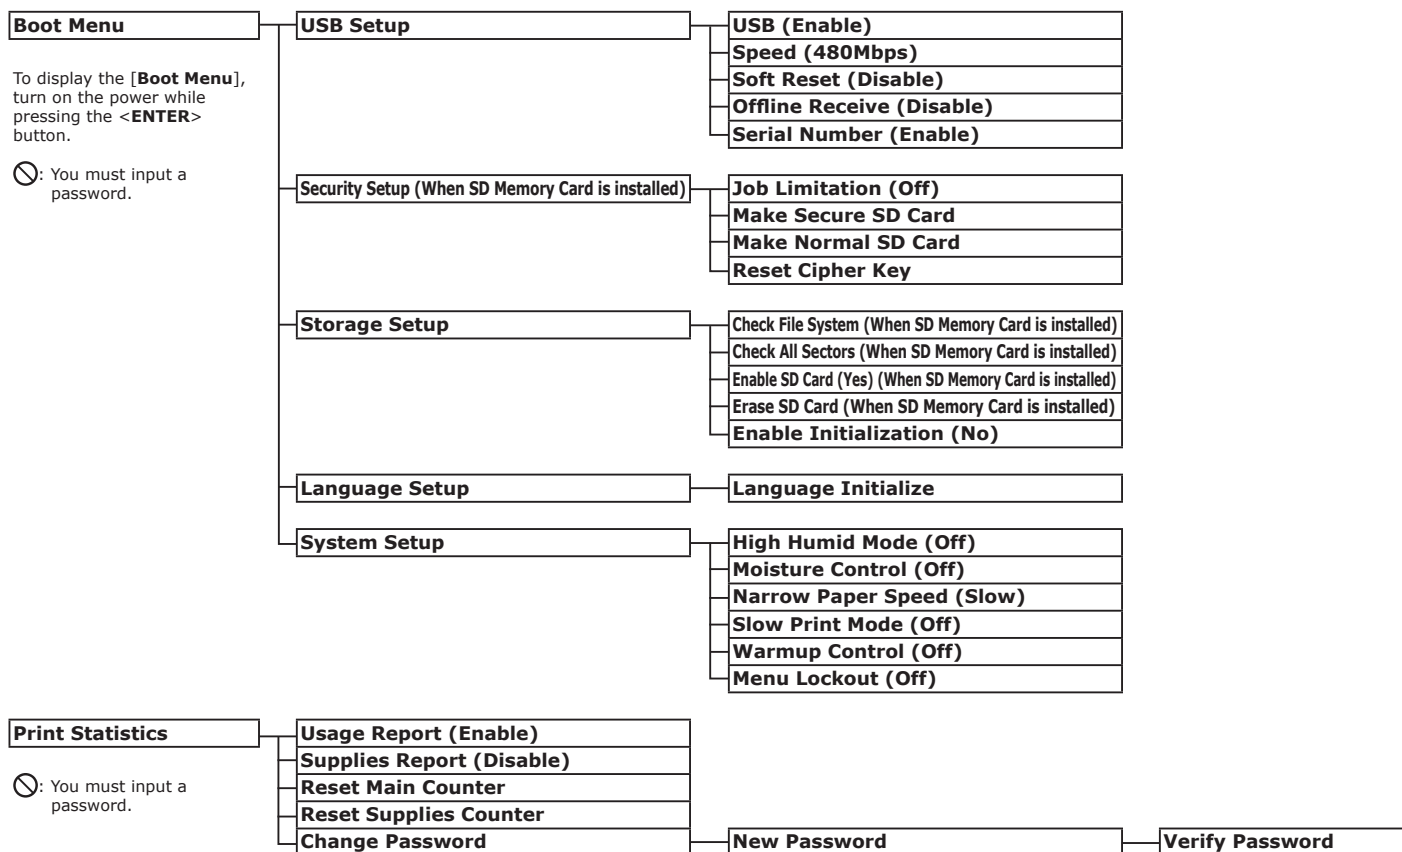 Boot Menu
To display the [Boot Menu],
turn on the power while
pressing the <ENTER>
button.
: You must input a
password.
USB Setup
USB (Enable)
Speed (480Mbps)
Soft Reset (Disable)
Offline Receive (Disable)
Serial Number (Enable)
Security Setup (When SD Memory Card is installed)
Job Limitation (Off)
Make Secure SD Card
Make Normal SD Card
Reset Cipher Key
Storage Setup
Check File System (When SD Memory Card is installed)
Check All Sectors (When SD Memory Card is installed)
Enable SD Card (Yes) (When SD Memory Card is installed)
Erase SD Card (When SD Memory Card is installed)
Enable Initialization (No)
Language Setup
Language Initialize
System Setup
High Humid Mode (Off)
Moisture Control (Off)
Narrow Paper Speed (Slow)
Slow Print Mode (Off)
Warmup Control (Off)
Menu Lockout (Off)
Print Statistics
: You must input a
password.
Usage Report (Enable)
Supplies Report (Disable)
Reset Main Counter
Reset Supplies Counter
Change Password
New Password
Verify Password